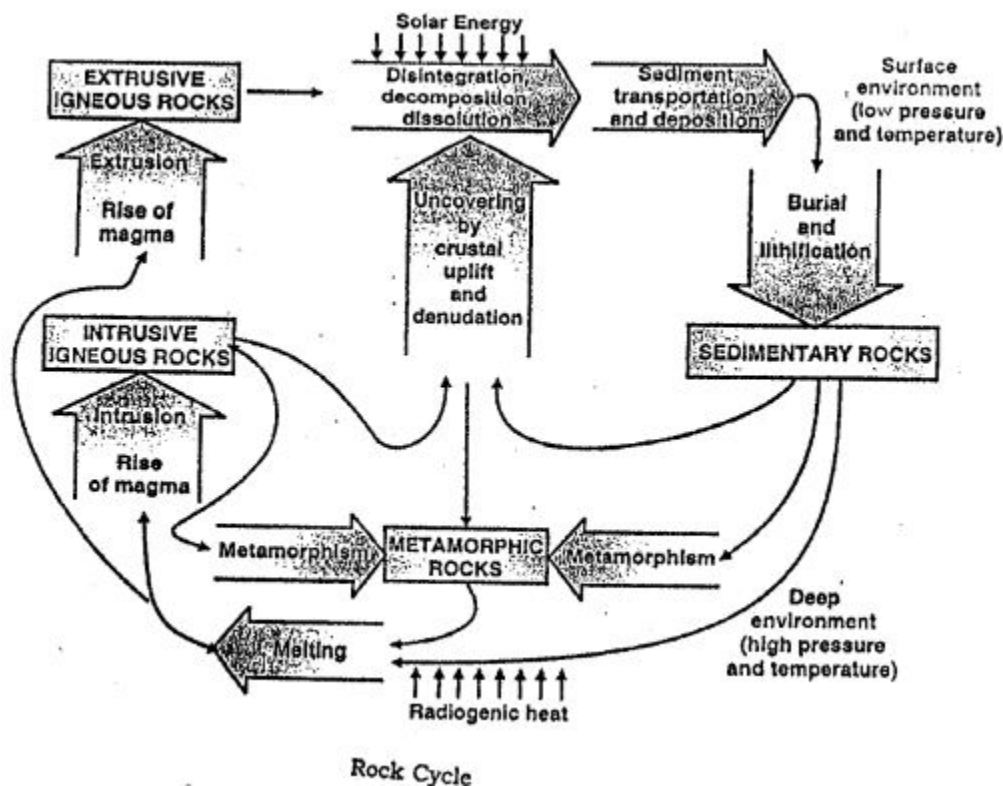 Solar Energy
EXTRUSIVE
IGNEOUS ROCKS
Disintegration,
decomposition,
dissolution
Sediment
transportation
and deposition
Surface
environment
(low pressure
and temperature)
Extrusion
Rise of
magma
Uncovering
by
crustal
uplift
and
denudation
Burial
and
lithification
INTRUSIVE
IGNEOUS ROCKS
SEDIMENTARY ROCKS
Intrusion
Rise
of magma
Metamorphism
METAMORPHIC
ROCKS
Metamorphism
Melting
Deep
environment
(high pressure
and temperature)
Radiogenic heat
Rock Cycle